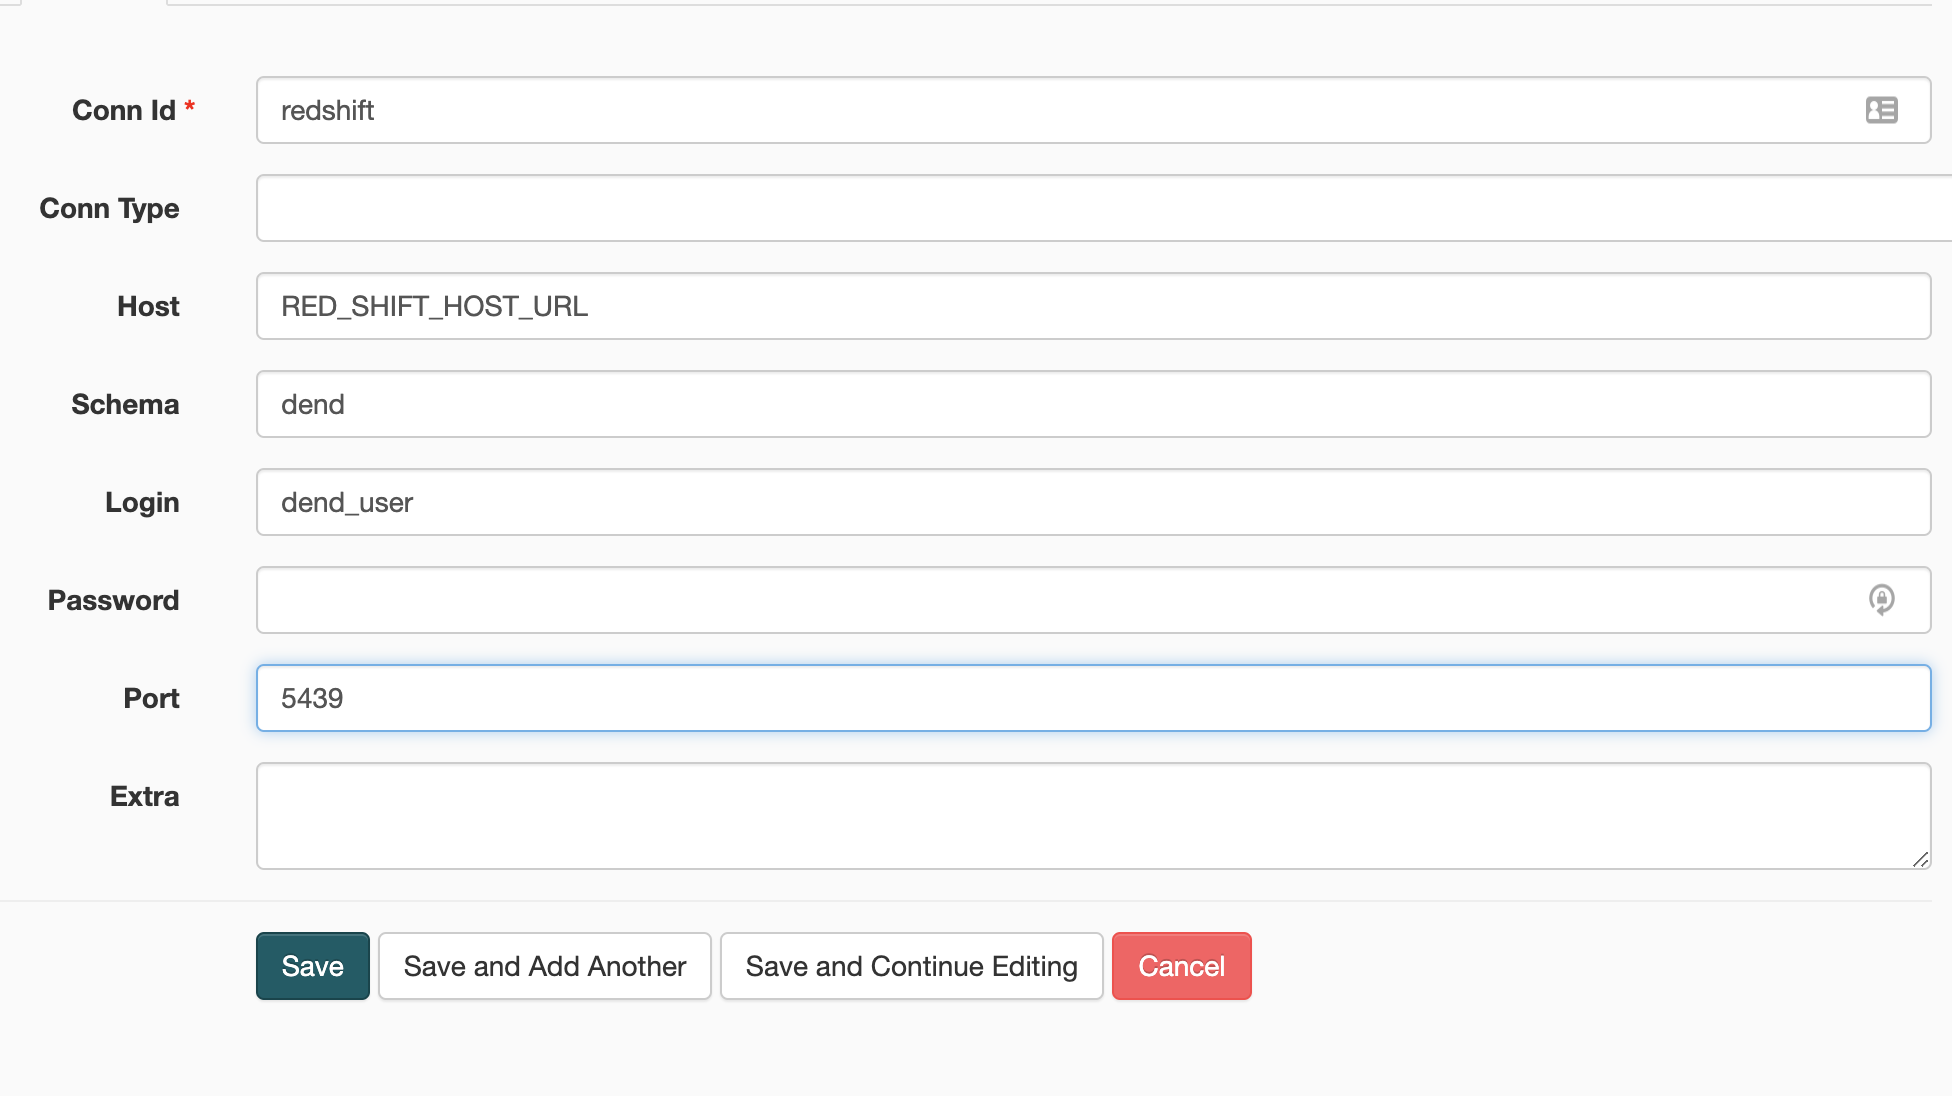 Conn Id * redshift
Conn Type
Host RED_SHIFT_HOST_URL
Schema dend
Login dend_user
Password
Port 5439
Extra
Save Save and Add Another Save and Continue Editing Cancel